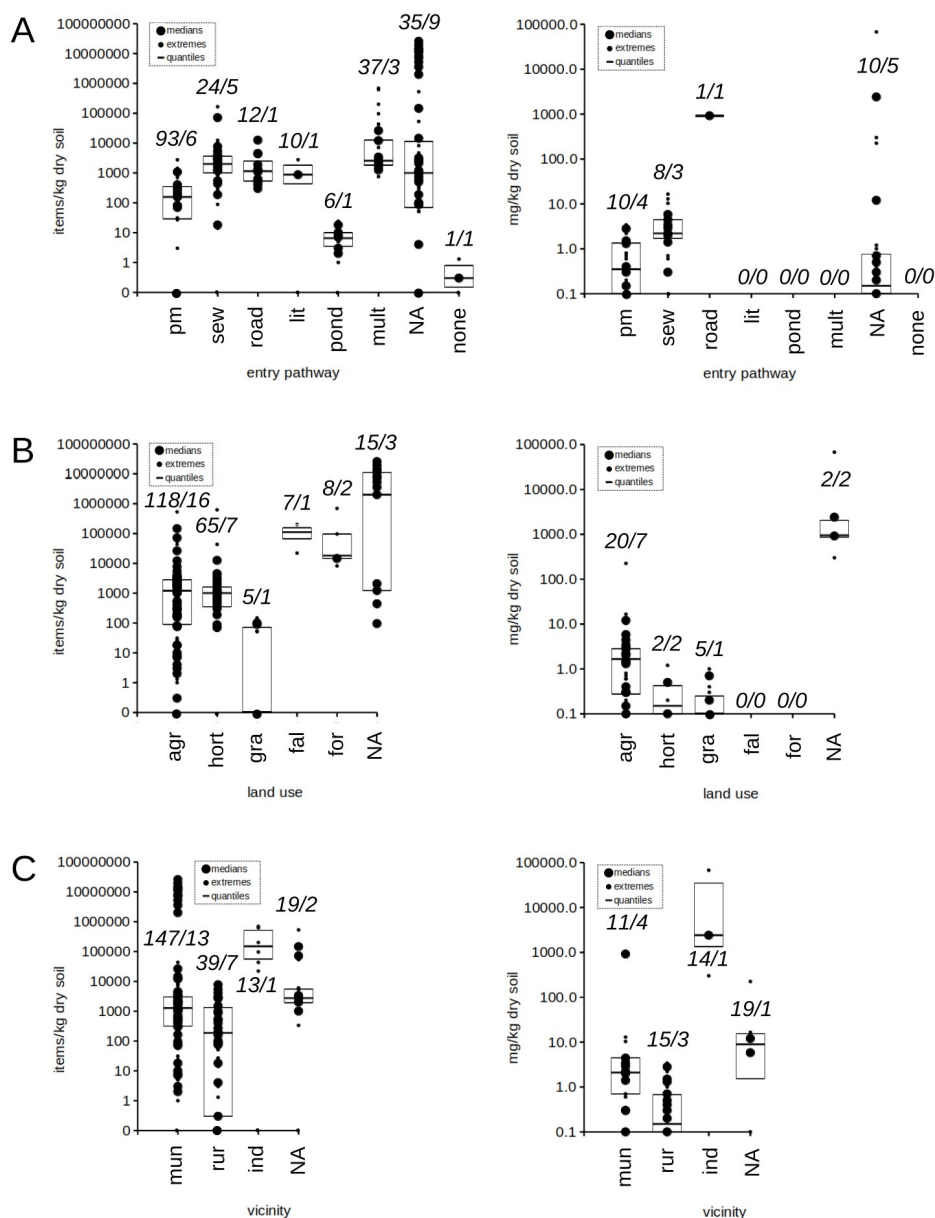 A
100000000
10000000
1000000
100000
10000
1000
100
10
1
0
items/kg dry soil
medians
extremes
quantiles
93/6
24/5
12/1
10/1
6/1
37/3
35/9
1/1
pm
sew
road
lit
pond
mult
NA
none
entry pathway
100000.0
10000.0
1000.0
100.0
10.0
1.0
0.1
mg/kg dry soil
medians
extremes
quantiles
10/4
8/3
1/1
0/0
0/0
0/0
10/5
0/0
pm
sew
road
lit
pond
mult
NA
none
entry pathway
B
100000000
10000000
1000000
100000
10000
1000
100
10
1
0
items/kg dry soil
medians
extremes
quantiles
118/16
65/7
5/1
7/1
8/2
15/3
agr
hort
gra
fal
for
NA
land use
100000.0
10000.0
1000.0
100.0
10.0
1.0
0.1
mg/kg dry soil
medians
extremes
quantiles
20/7
2/2
5/1
0/0
0/0
2/2
agr
hort
gra
fal
for
NA
land use
C
100000000
10000000
1000000
100000
10000
1000
100
10
1
0
items/kg dry soil
medians
extremes
quantiles
147/13
39/7
13/1
19/2
mun
rur
ind
NA
vicinity
100000.0
10000.0
1000.0
100.0
10.0
1.0
0.1
mg/kg dry soil
medians
extremes
quantiles
11/4
15/3
14/1
19/1
mun
rur
ind
NA
vicinity